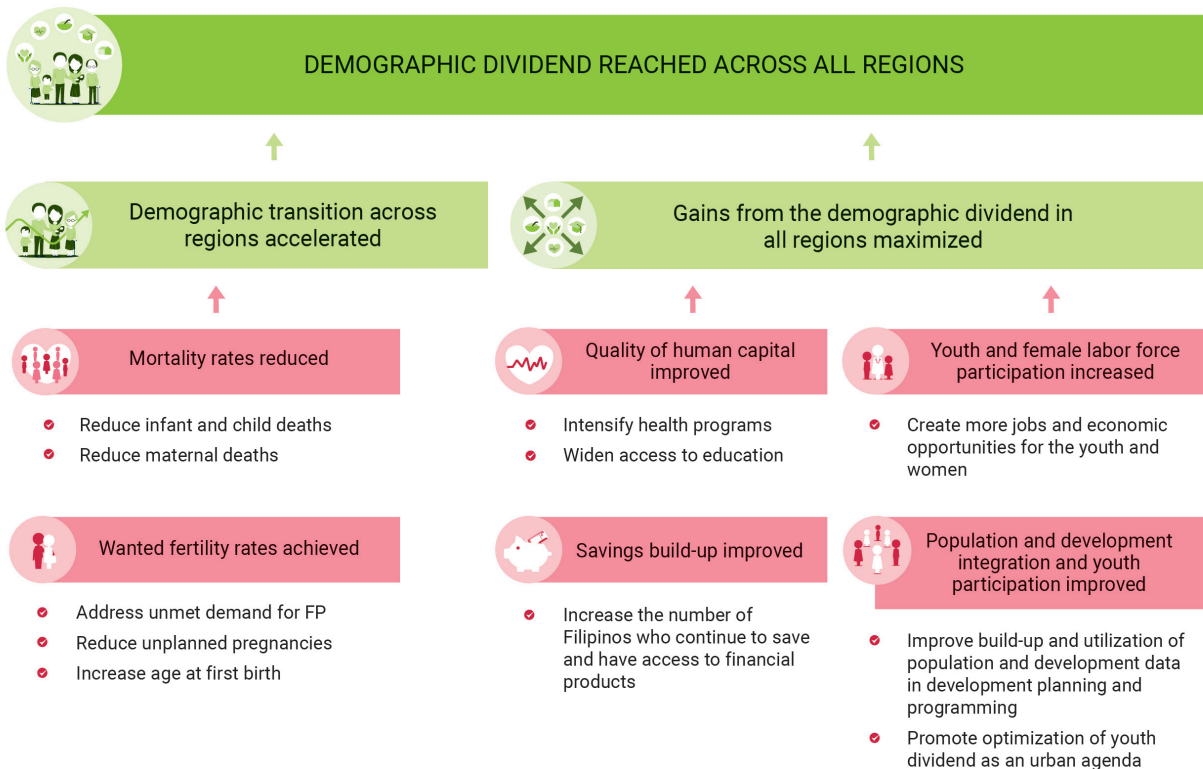 DEMOGRAPHIC DIVIDEND REACHED ACROSS ALL REGIONS
Demographic transition across
regions accelerated
Gains from the demographic dividend in
all regions maximized
Mortality rates reduced
Reduce infant and child deaths
Reduce maternal deaths
Wanted fertility rates achieved
Address unmet demand for FP
Reduce unplanned pregnancies
Increase age at first birth
Quality of human capital
improved
Intensify health programs
Widen access to education
Savings build-up improved
Increase the number of
Filipinos who continue to save
and have access to financial
products
Youth and female labor force
participation increased
Create more jobs and economic
opportunities for the youth and
women
Population and development
integration and youth
participation improved
Improve build-up and utilization of
population and development data
in development planning and
programming
Promote optimization of youth
dividend as an urban agenda